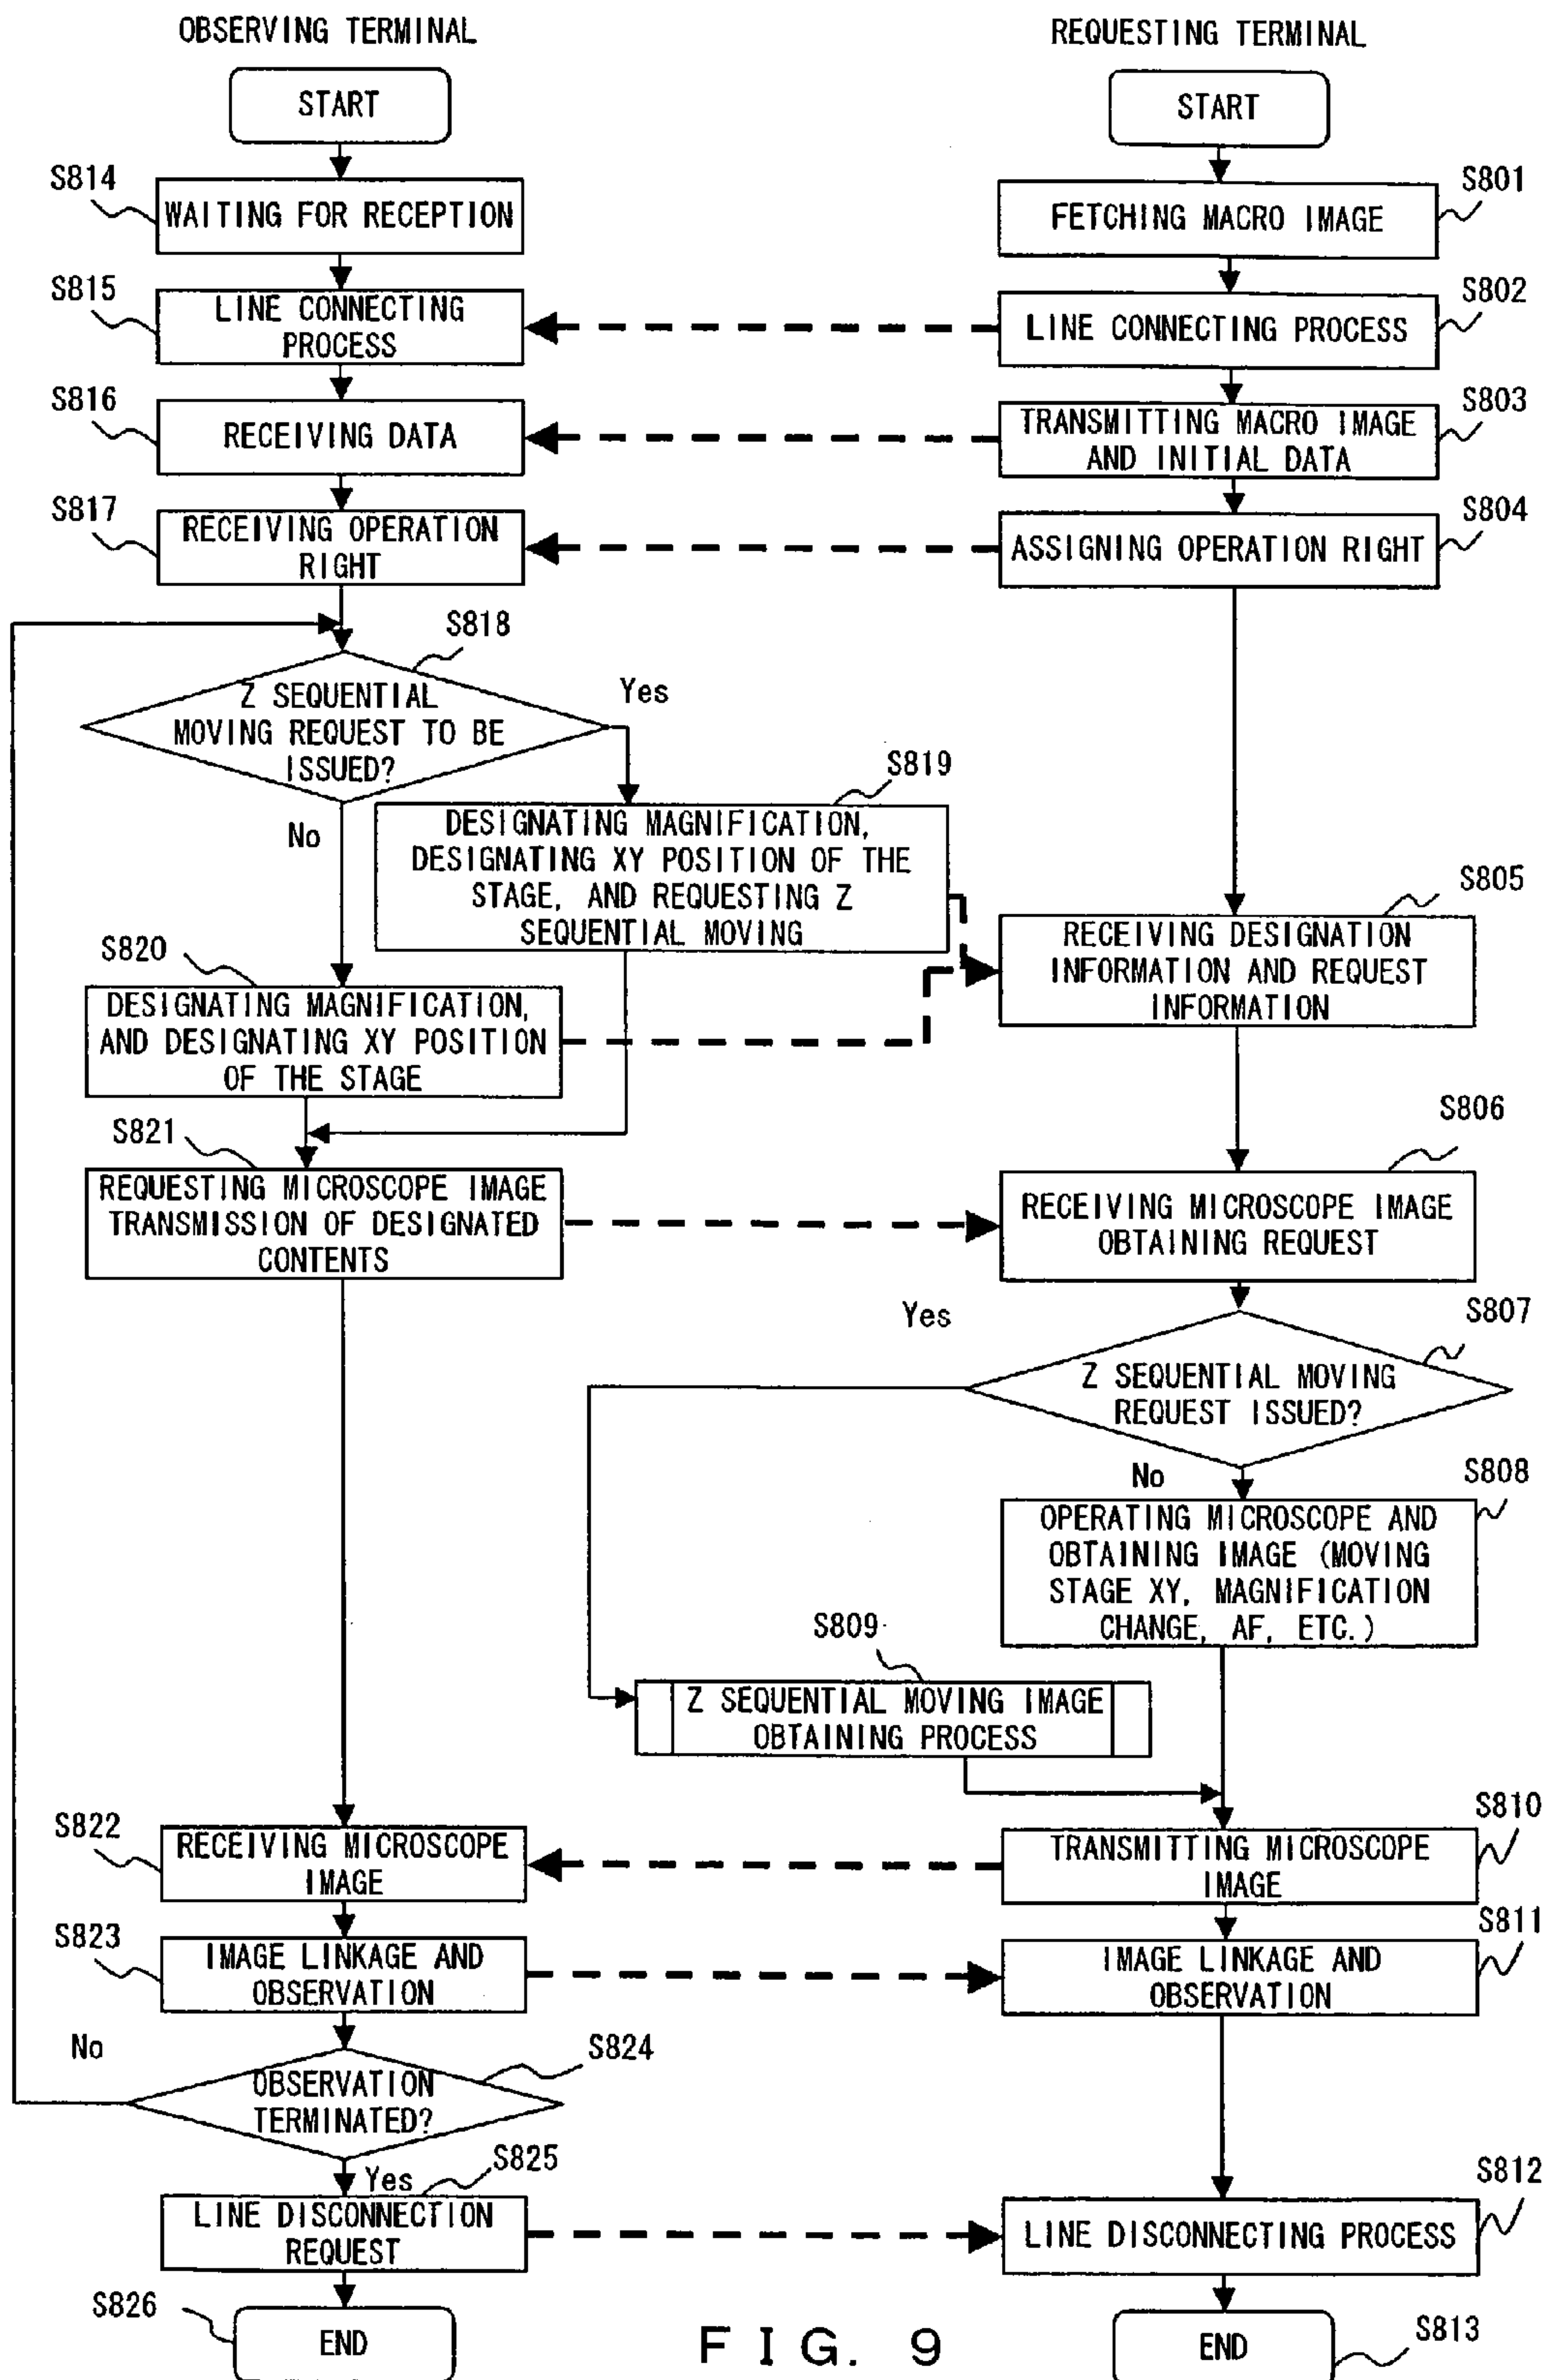 OBSERVING TERMINAL
REQUESTING TERMINAL
START
START
S814
WAITING FOR RECEPTION
S801
FETCHING MACRO IMAGE
S815
LINE CONNECTING
PROCESS
S802
LINE CONNECTING PROCESS
S816
RECEIVING DATA
S803
TRANSMITTING MACRO IMAGE
AND INITIAL DATA
S817
RECEIVING OPERATION
RIGHT
S804
ASSIGNING OPERATION RIGHT
S818
Z SEQUENTIAL
MOVING REQUEST TO BE
ISSUED?
Yes
No
S819
DESIGNATING MAGNIFICATION,
DESIGNATING XY POSITION OF THE
STAGE, AND REQUESTING Z
SEQUENTIAL MOVING
S805
RECEIVING DESIGNATION
INFORMATION AND REQUEST
INFORMATION
S820
DESIGNATING MAGNIFICATION,
AND DESIGNATING XY POSITION
OF THE STAGE
S821
REQUESTING MICROSCOPE IMAGE
TRANSMISSION OF DESIGNATED
CONTENTS
S806
RECEIVING MICROSCOPE IMAGE
OBTAINING REQUEST
Yes
S807
Z SEQUENTIAL MOVING
REQUEST ISSUED?
No
S808
OPERATING MICROSCOPE AND
OBTAINING IMAGE (MOVING
STAGE XY, MAGNIFICATION
CHANGE, AF, ETC.)
S809
Z SEQUENTIAL MOVING IMAGE
OBTAINING PROCESS
S822
RECEIVING MICROSCOPE
IMAGE
S810
TRANSMITTING MICROSCOPE
IMAGE
S823
IMAGE LINKAGE AND
OBSERVATION
S811
IMAGE LINKAGE AND
OBSERVATION
No
S824
OBSERVATION
TERMINATED?
Yes
S825
LINE DISCONNECTION
REQUEST
S812
LINE DISCONNECTING PROCESS
S826
END
S813
END
FIG. 9